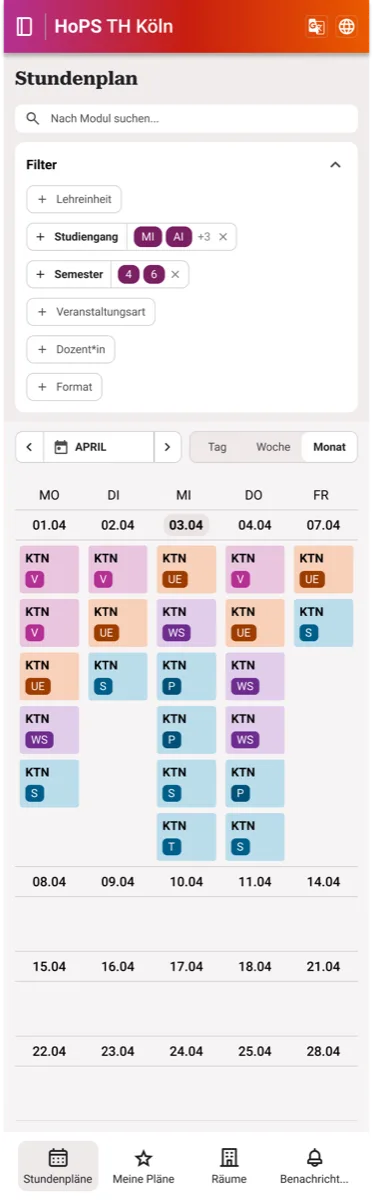 HoPS TH Köln
Stundenplan
Nach Modul suchen...
Filter
+ Lehreinheit
+ Studiengang MI AI +3 ×
+ Semester 4 6 ×
+ Veranstaltungsart
+ Dozent*in
+ Format
< APRIL > Tag Woche Monat
MO DI MI DO FR
01.04 02.04 03.04 04.04 07.04
KTN KTN KTN KTN KTN
V V UE V UE
KTN KTN KTN KTN KTN
V UE WS UE S
KTN KTN KTN KTN
UE S P WS
KTN KTN KTN
WS P WS
KTN KTN KTN
S S P
KTN KTN
T S
08.04 09.04 10.04 11.04 14.04
15.04 16.04 17.04 18.04 21.04
22.04 23.04 24.04 25.04 28.04
Stundenpläne Meine Pläne Räume Benachricht...